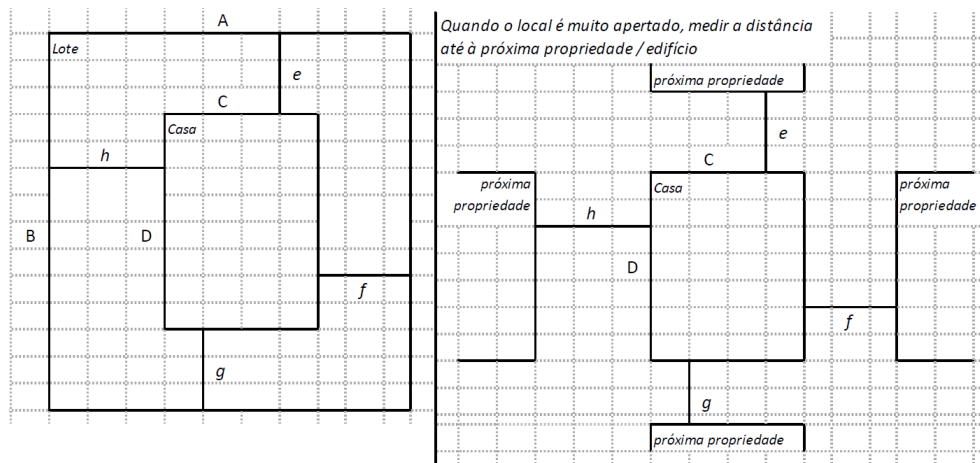 A
Lote
e
C
Casa
h
B
D
f
g
Quando o local é muito apertado, medir a distância
até à próxima propriedade / edifício
próxima propriedade
e
C
próxima
propriedade
Casa
próxima
propriedade
h
D
f
g
próxima propriedade